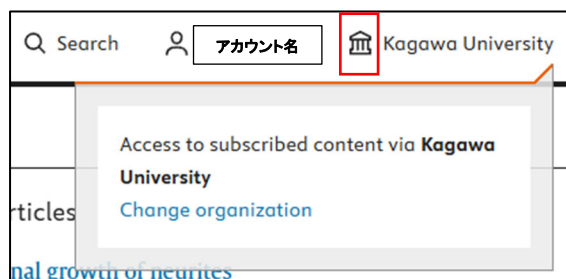 Search アカウント名 Kagawa University
Access to subscribed content via Kagawa
University
Change organization
rticles
nal growth of neurites